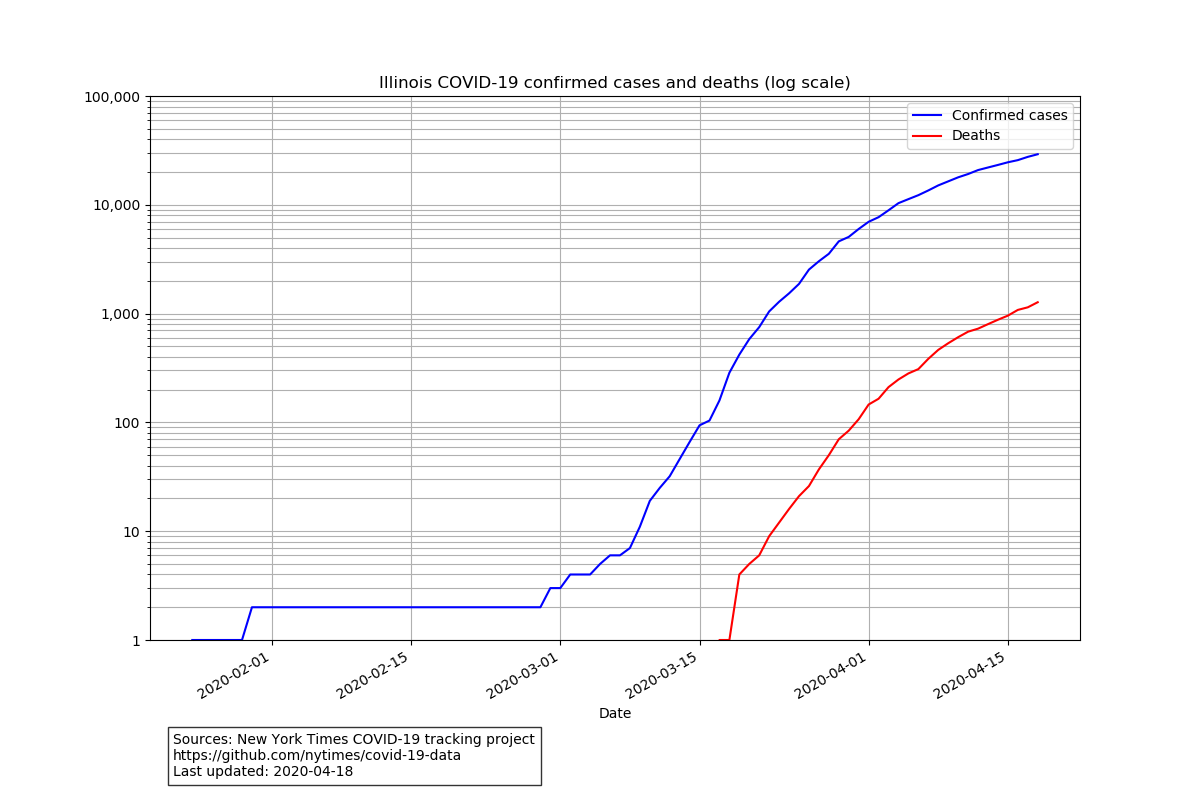 Illinois COVID-19 confirmed cases and deaths (log scale)
100,000
10,000
1,000
100
10
1
Confirmed cases
Deaths
2020-02-01
2020-02-15
2020-03-01
2020-03-15
2020-04-01
2020-04-15
Date
Sources: New York Times COVID-19 tracking project
https://github.com/nytimes/covid-19-data
Last updated: 2020-04-18